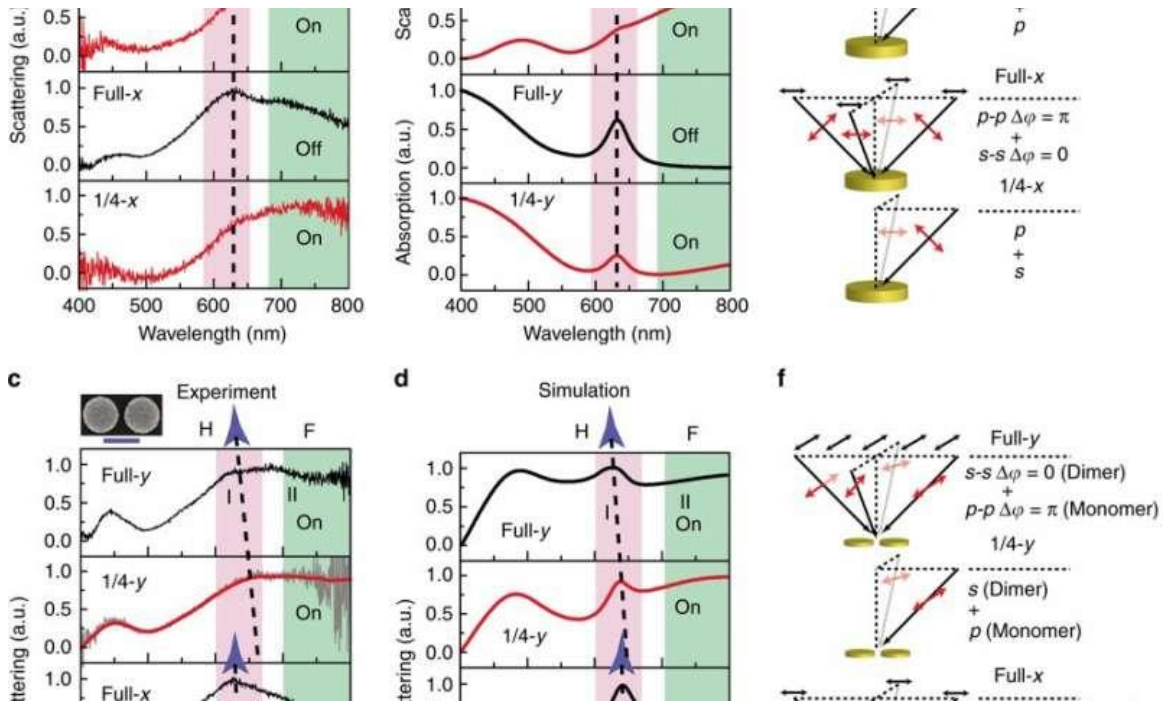 Scattering (a.u.)
0.5
0.0
On
Full-x
1.0
0.5
0.0
Off
1/4-x
1.0
0.5
0.0
On
400 500 600 700 800
Wavelength (nm)
0.5
0.0
On
Absorption (a.u.)
Full-y
1.0
0.5
0.0
Off
1/4-y
1.0
0.5
0.0
On
400 500 600 700 800
Wavelength (nm)
+
p
Full-x
p-p Δφ = π
+
s-s Δφ = 0
1/4-x
p
+
s
c
Experiment
H F
Full-y
1.0
0.5
0.0
I II
On
1/4-y
1.0
0.5
0.0
On
Full-x
1.0
d
Simulation
H F
1.0
0.5
0.0
I II
On
Full-y
1.0
0.5
0.0
On
1/4-y
1.0
f
Full-y
s-s Δφ = 0 (Dimer)
+
p-p Δφ = π (Monomer)
1/4-y
s (Dimer)
+
p (Monomer)
Full-x